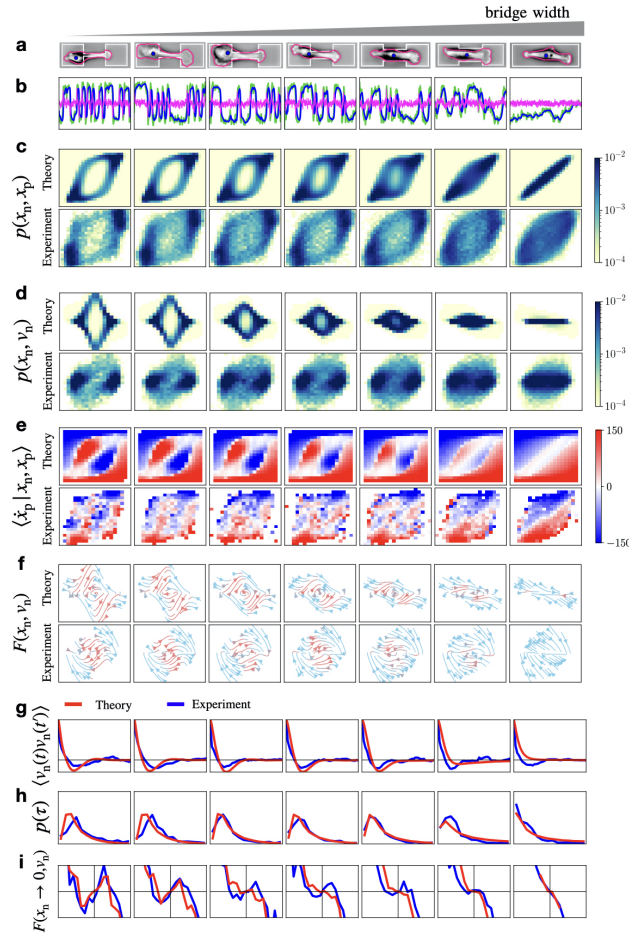 bridge width
a
b
c
p(xₙ, xₚ)
Theory
Experiment
10⁻²
10⁻³
10⁻⁴
d
p(xₙ, vₙ)
Theory
Experiment
10⁻²
10⁻³
10⁻⁴
e
⟨ẋₚ | xₙ, xₚ⟩
Theory
Experiment
150
0
−150
f
F(xₙ, vₙ)
Theory
Experiment
g
Theory
Experiment
⟨vₙ(t)vₙ(t′)⟩
h
p(τ)
i
F(xₙ → 0,vₙ)